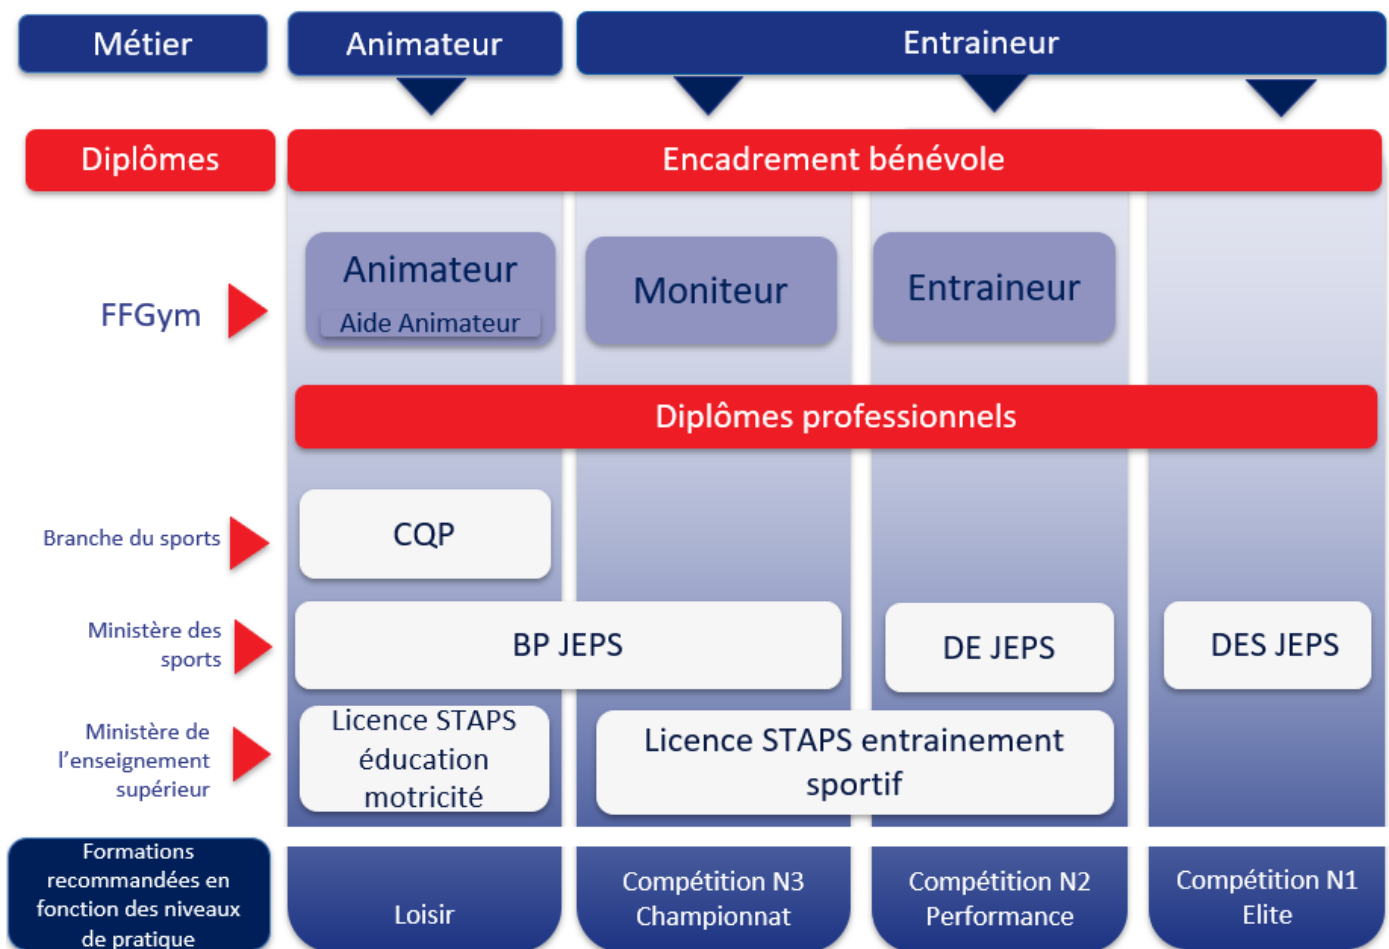 Métier
Animateur
Entraineur
Diplômes
Encadrement bénévole
FFGym
Animateur
Aide Animateur
Moniteur
Entraineur
Diplômes professionnels
Branche du sports
CQP
Ministère des
sports
BP JEPS
DE JEPS
DES JEPS
Ministère de
l'enseignement
supérieur
Licence STAPS
éducation
motricité
Licence STAPS entrainement
sportif
Formations
recommandées en
fonction des niveaux
de pratique
Loisir
Compétition N3
Championnat
Compétition N2
Performance
Compétition N1
Elite